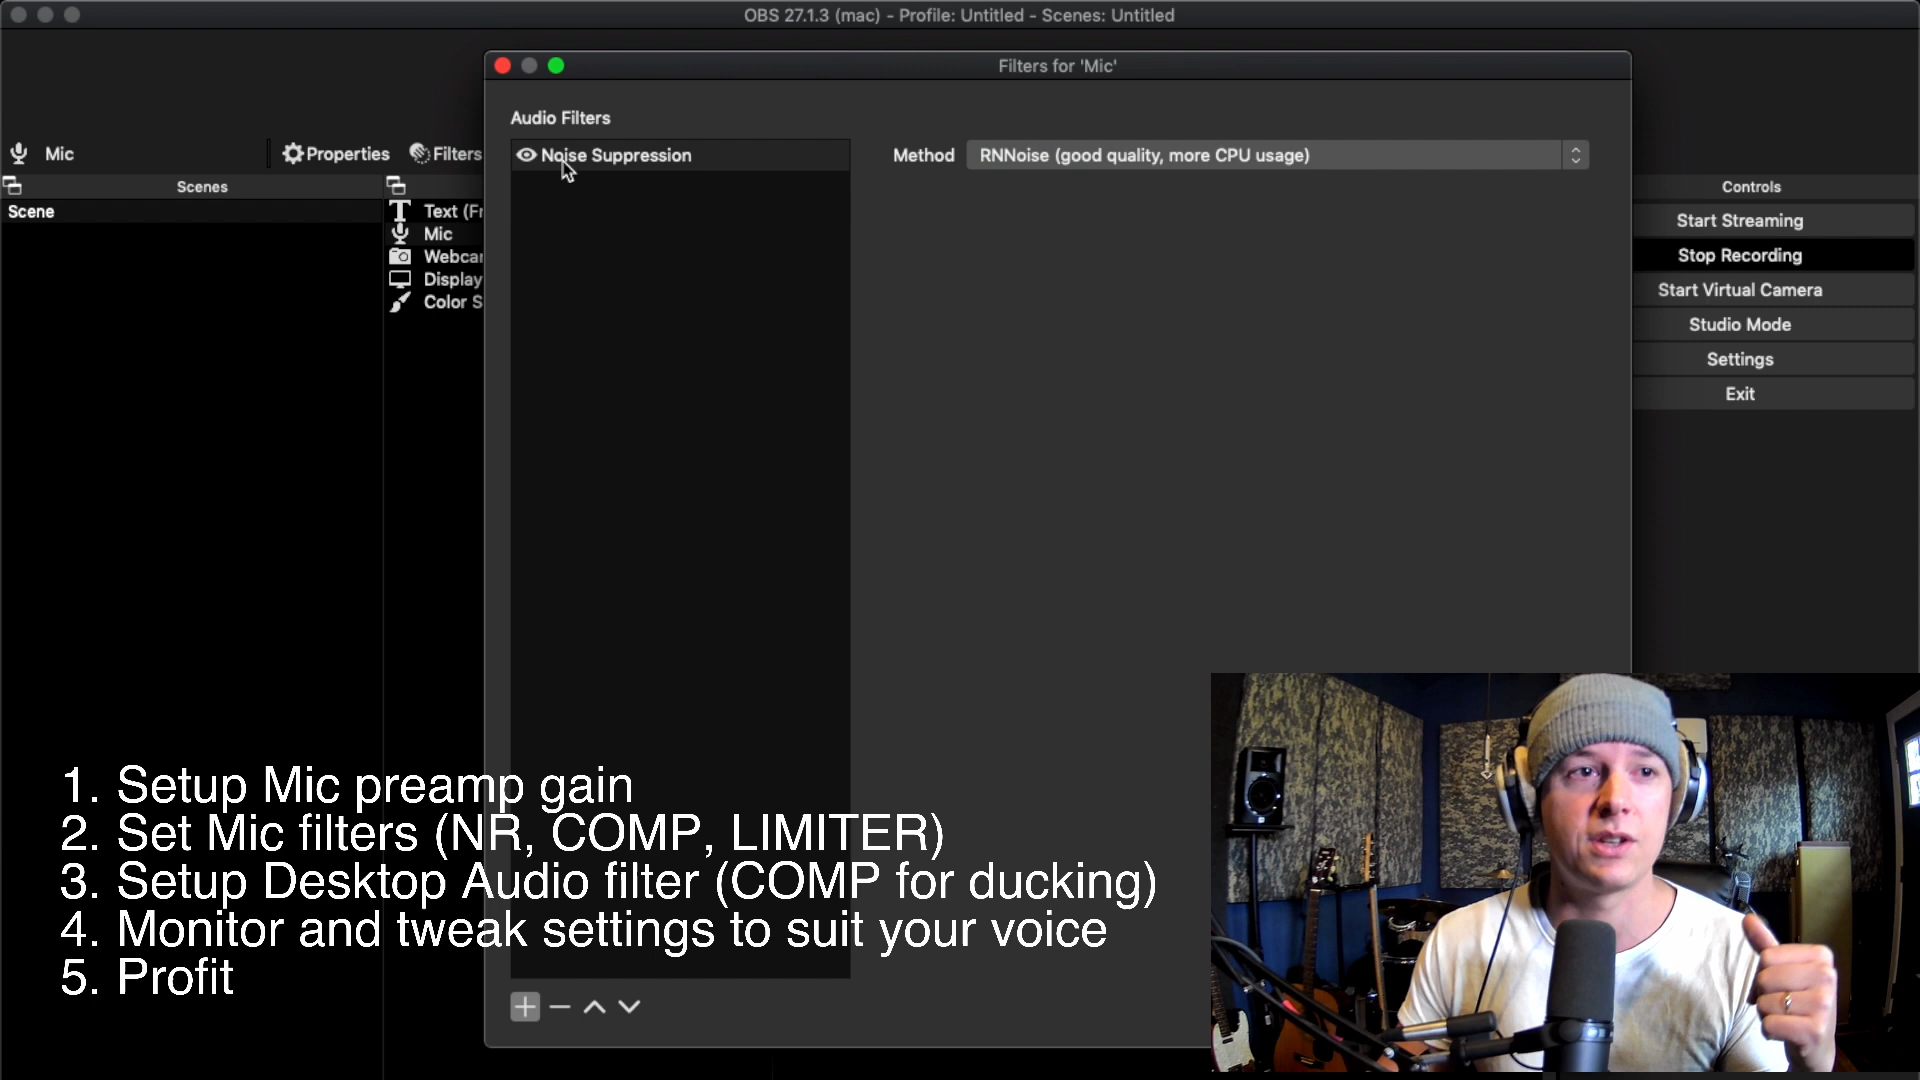 OBS 27.1.3 (mac) - Profile: Untitled - Scenes: Untitled
Filters for 'Mic'
Audio Filters
Noise Suppression
Method RNNoise (good quality, more CPU usage)
Mic Properties Filters
Scenes
Scene
Text (Fr
Mic
Webcar
Display
Color S
Controls
Start Streaming
Stop Recording
Start Virtual Camera
Studio Mode
Settings
Exit
1. Setup Mic preamp gain
2. Set Mic filters (NR, COMP, LIMITER)
3. Setup Desktop Audio filter (COMP for ducking)
4. Monitor and tweak settings to suit your voice
5. Profit